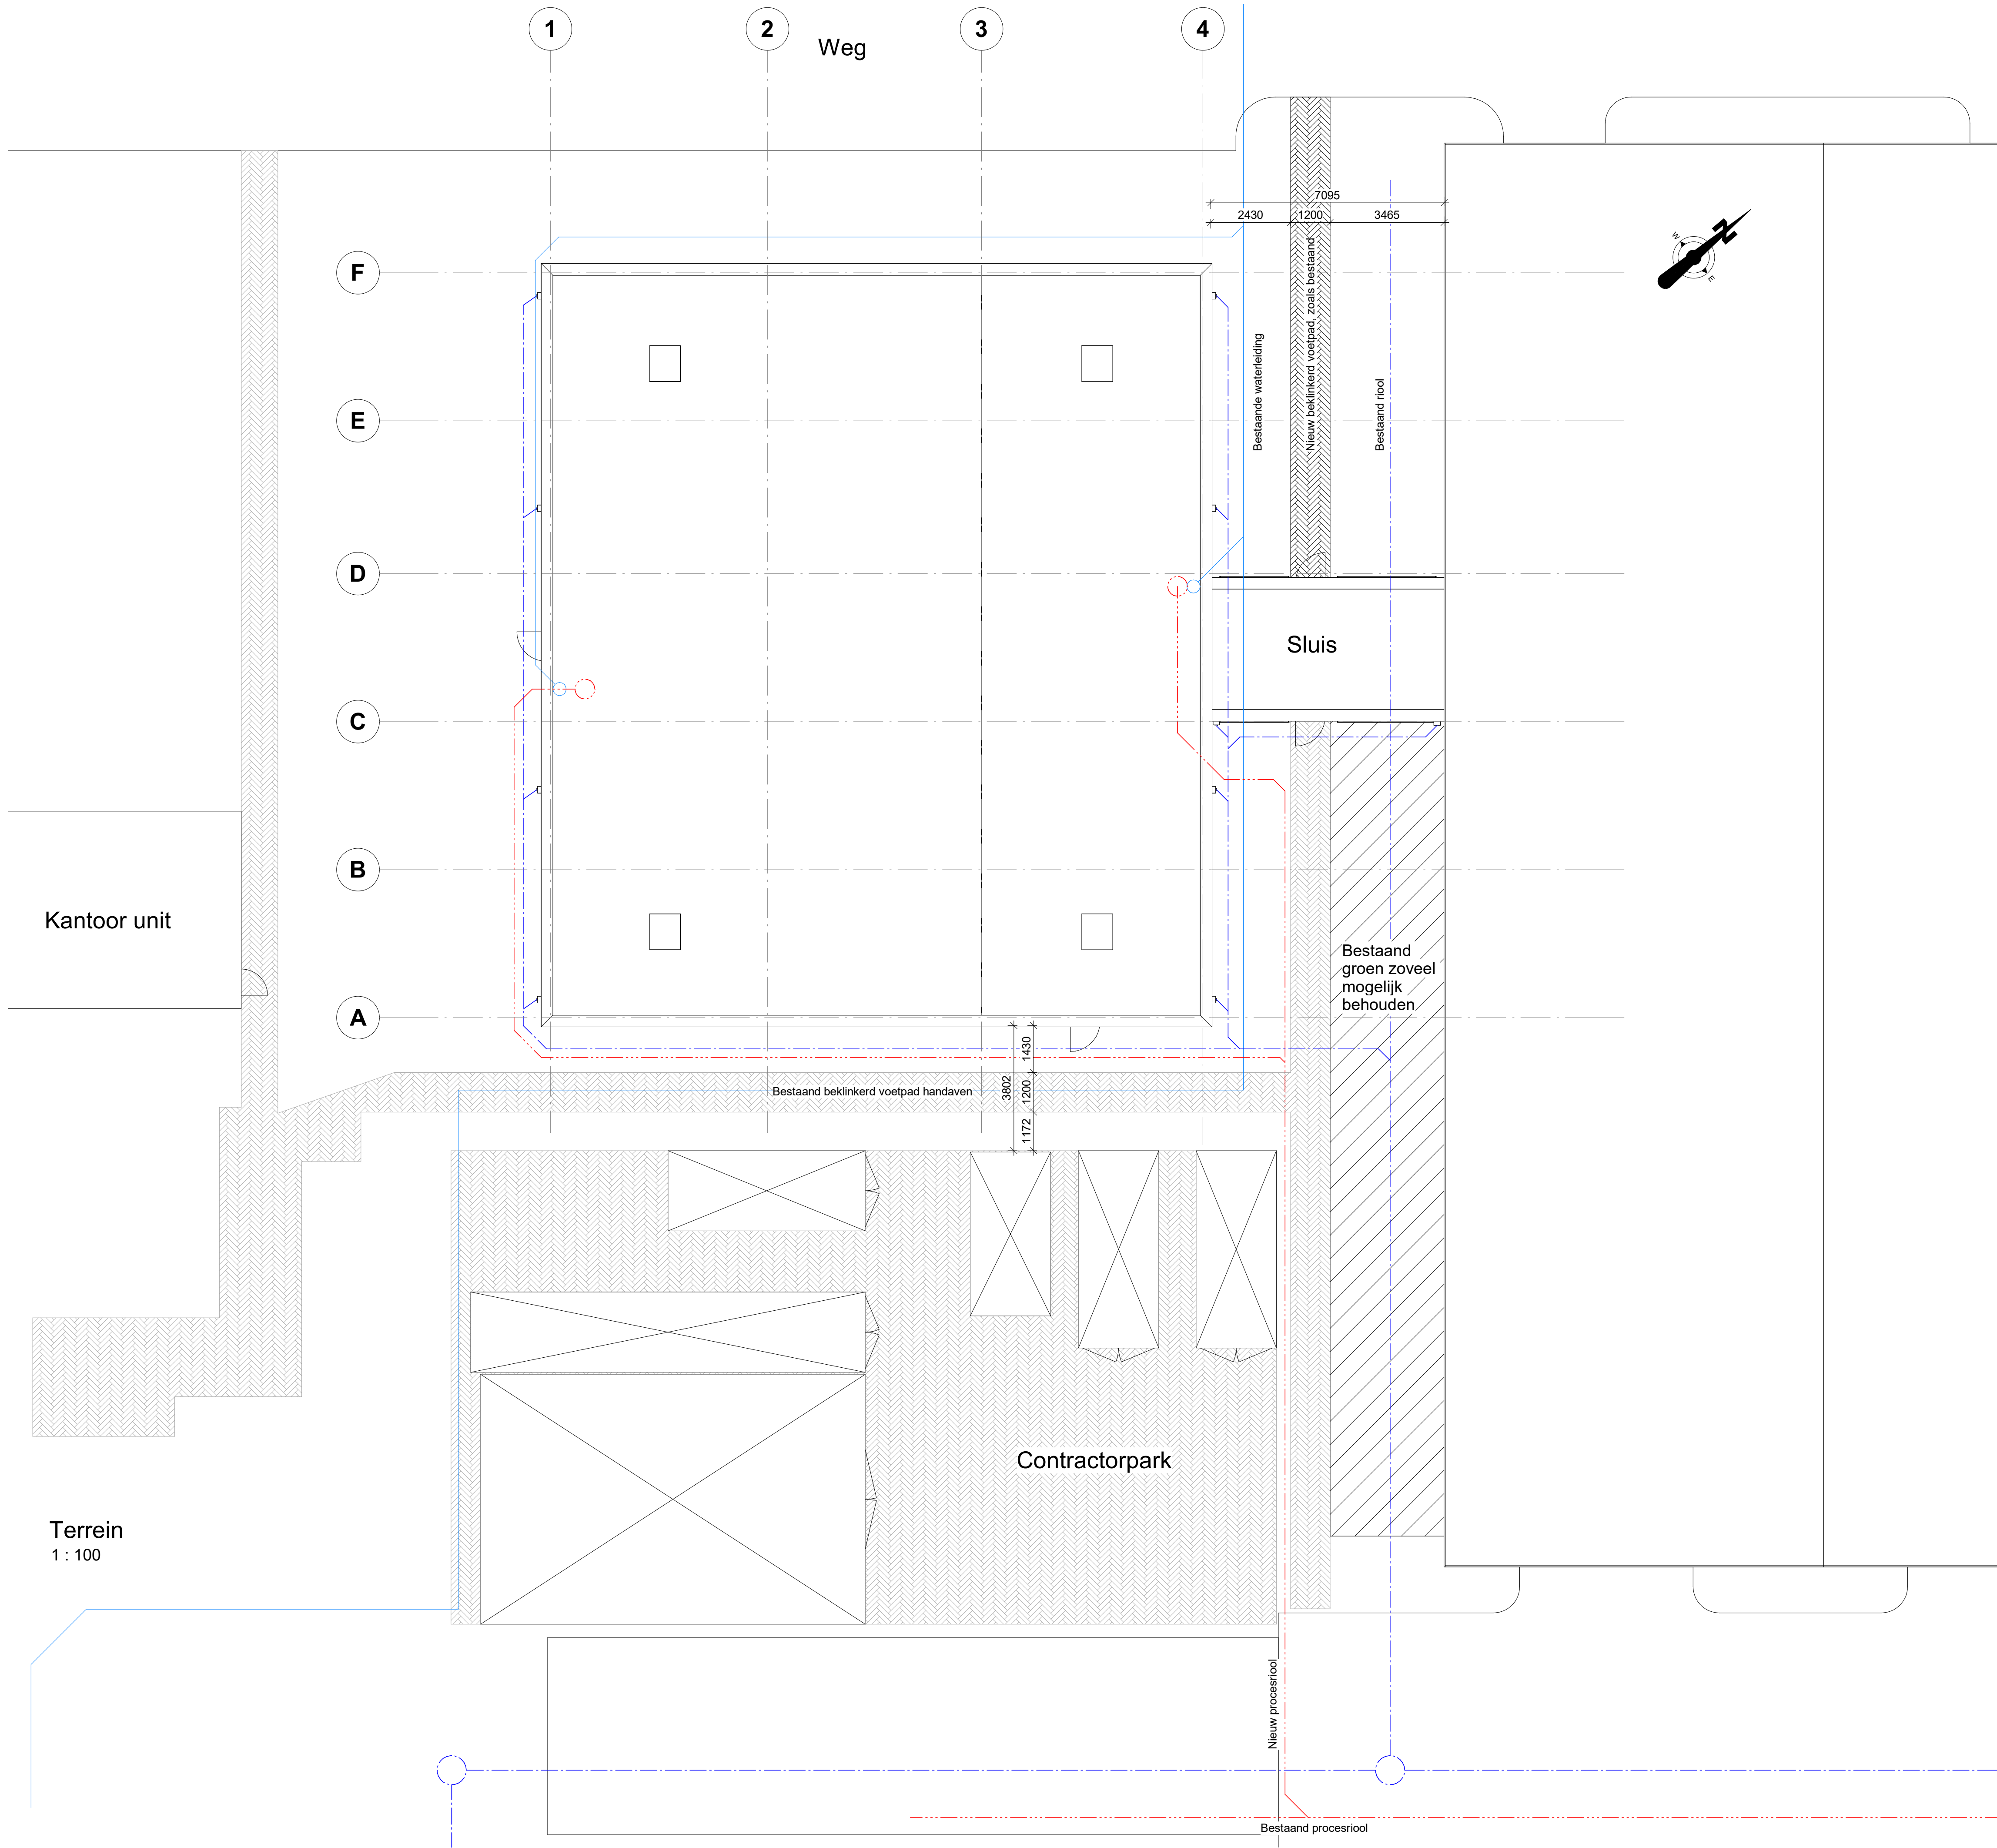 1
2
3
4
Weg
7095
2430
1200
3465
W
N
E
F
E
D
C
B
A
Bestaande waterleiding
Nieuw beklinkerd voetpad, zoals bestaand
Bestaand riool
Sluis
Kantoor unit
Bestaand
groen zoveel
mogelijk
behouden
3802
1430
1200
1172
Bestaand beklinkerd voetpad handaven
Contractorpark
Terrein
1 : 100
Nieuw procesriool
Bestaand procesriool